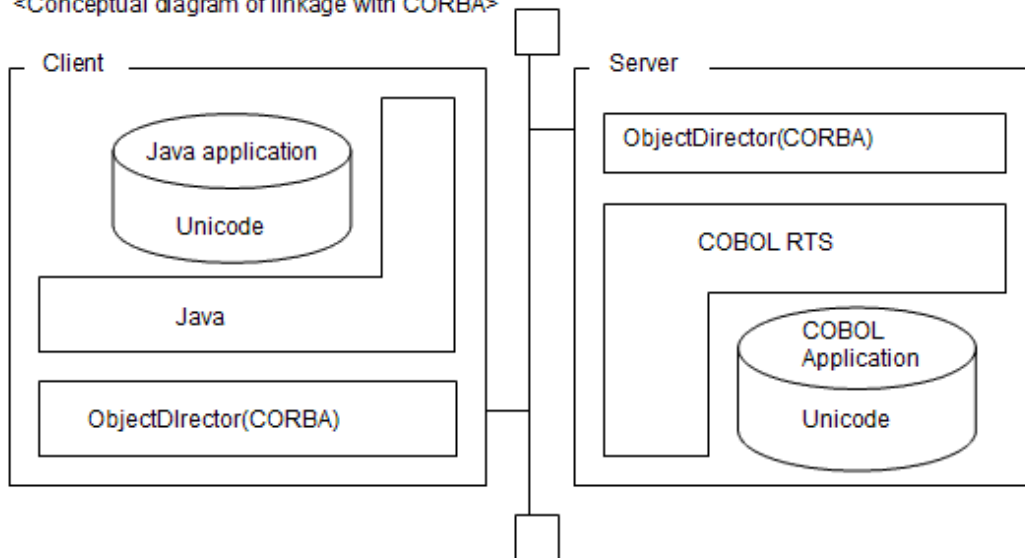 <Conceptual diagram of linkage with CORBA>
Client
Java application
Unicode
Java
ObjectDIrector(CORBA)
Server
ObjectDirector(CORBA)
COBOL RTS
COBOL
Application
Unicode